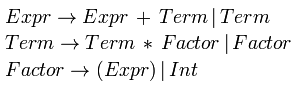 Expr → Expr + Term | Term
Term → Term * Factor | Factor
Factor → (Expr) | Int